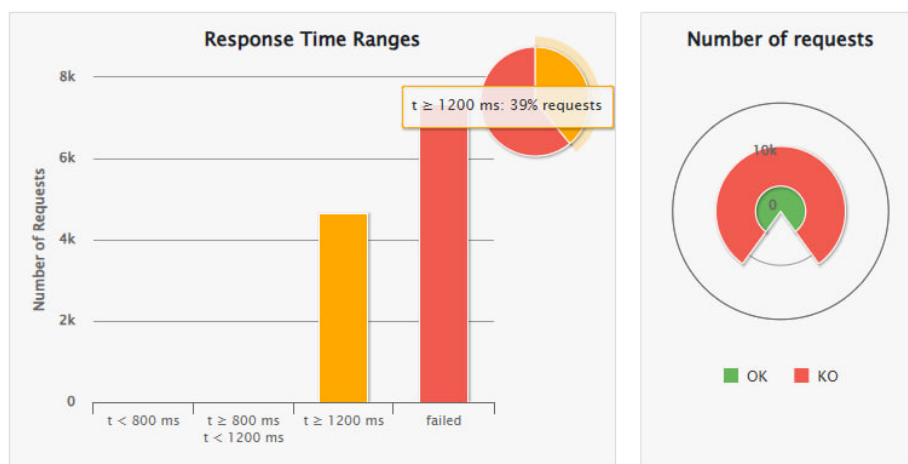 Response Time Ranges
8k
6k
4k
2k
0
Number of Requests
t < 800 ms
t ≥ 800 ms
t < 1200 ms
t ≥ 1200 ms
failed
t ≥ 1200 ms: 39% requests
Number of requests
10k
0
OK
KO